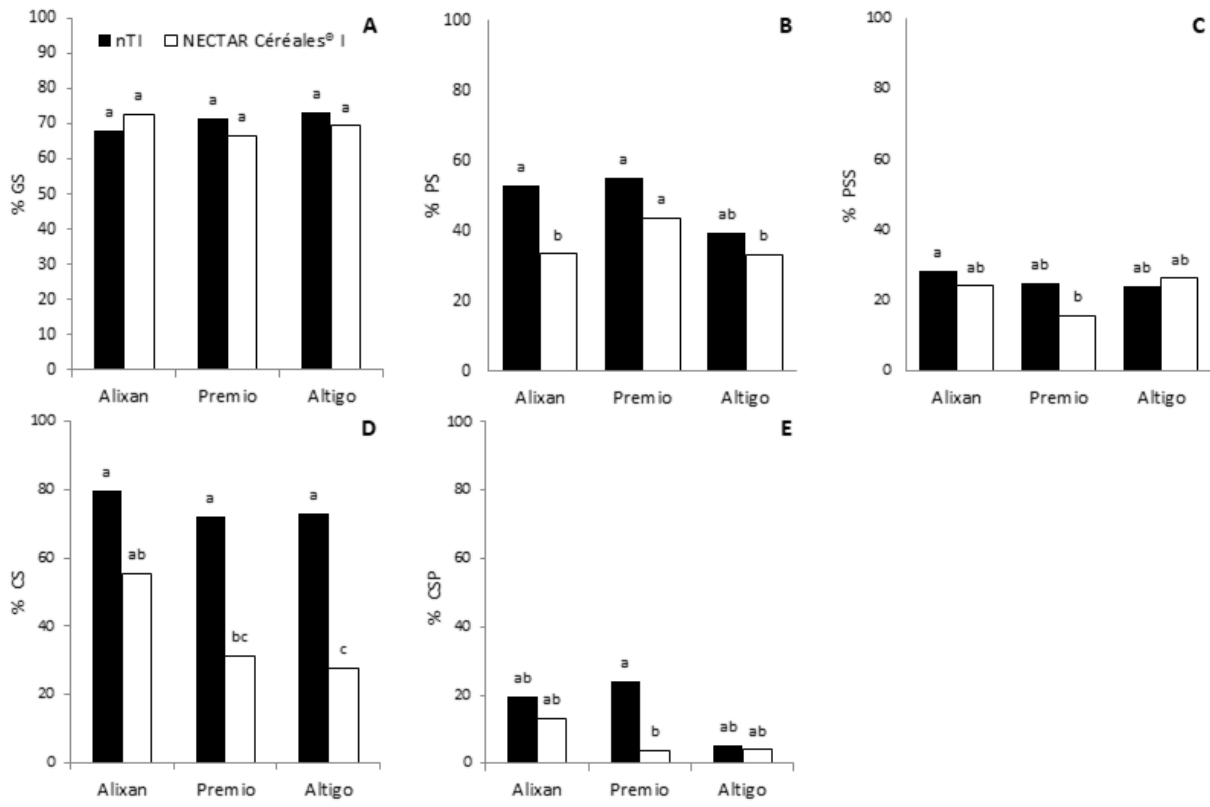 A
nTI NECTAR Céréales® I
% GS
100
90
80
70
60
50
40
30
20
10
0
a a a a a a
Alixan Premio Altigo
B
% PS
100
80
60
40
20
0
a b a a ab b
Alixan Premio Altigo
C
% PSS
100
80
60
40
20
0
a ab ab b ab ab
Alixan Premio Altigo
D
% CS
100
80
60
40
20
0
a ab a bc a c
Alixan Premio Altigo
E
% CSP
100
80
60
40
20
0
ab ab a b ab ab
Alixan Premio Altigo